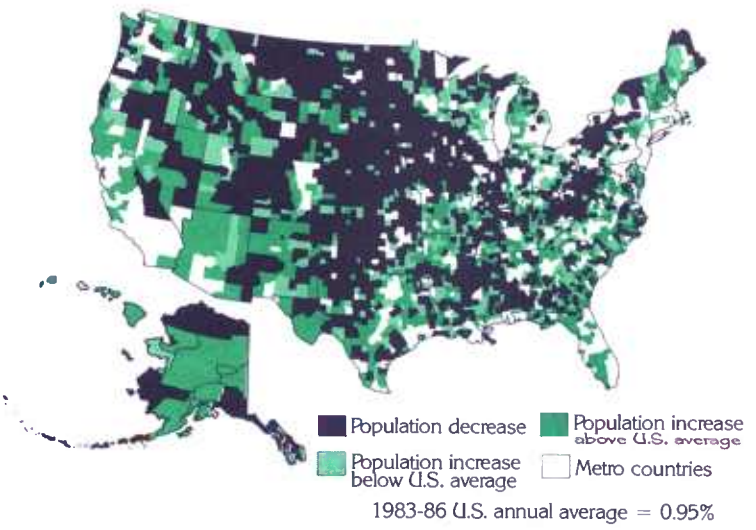 Population decrease
Population increase
above U.S. average
Population increase
below U.S. average
Metro countries
1983-86 U.S. annual average = 0.95%